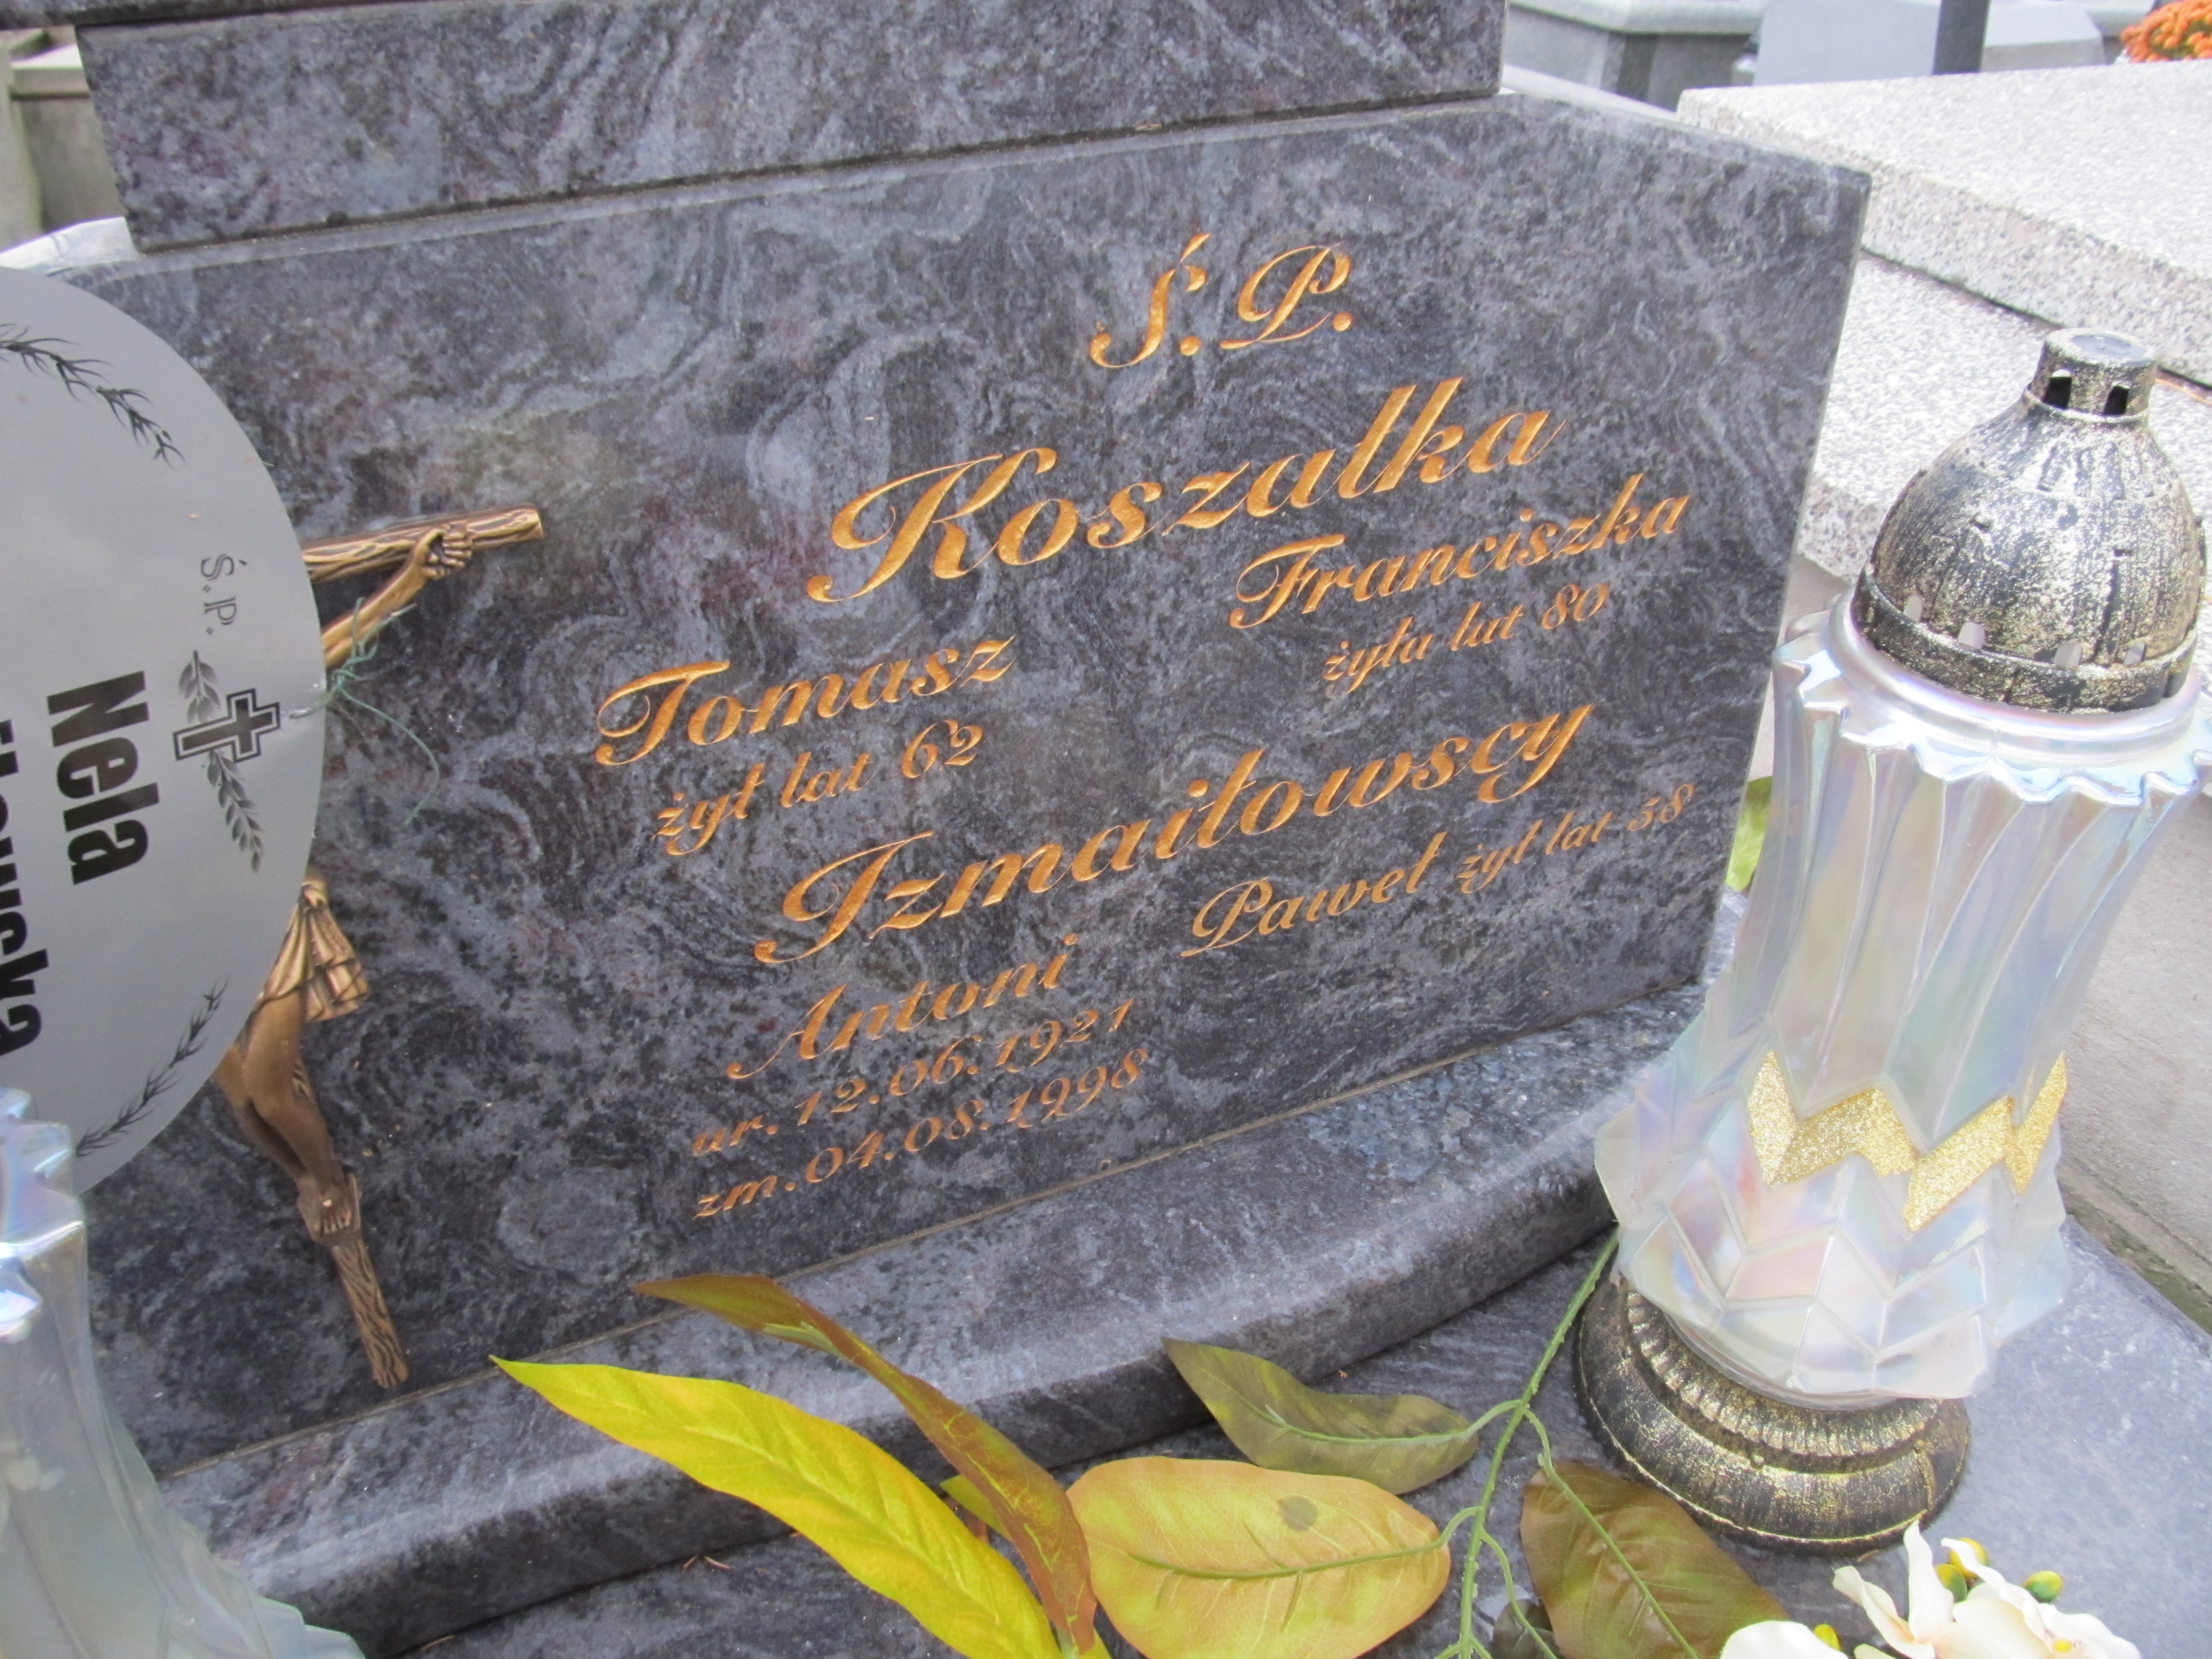 Ś.P.
Koszałka
Tomasz
żył lat 62
Franciszka
żyła lat 80
Izmaiłowscy
Antoni
ur. 12.06.1921
zm. 04.08.1998
Paweł żył lat 58
Ś.P.
Nela